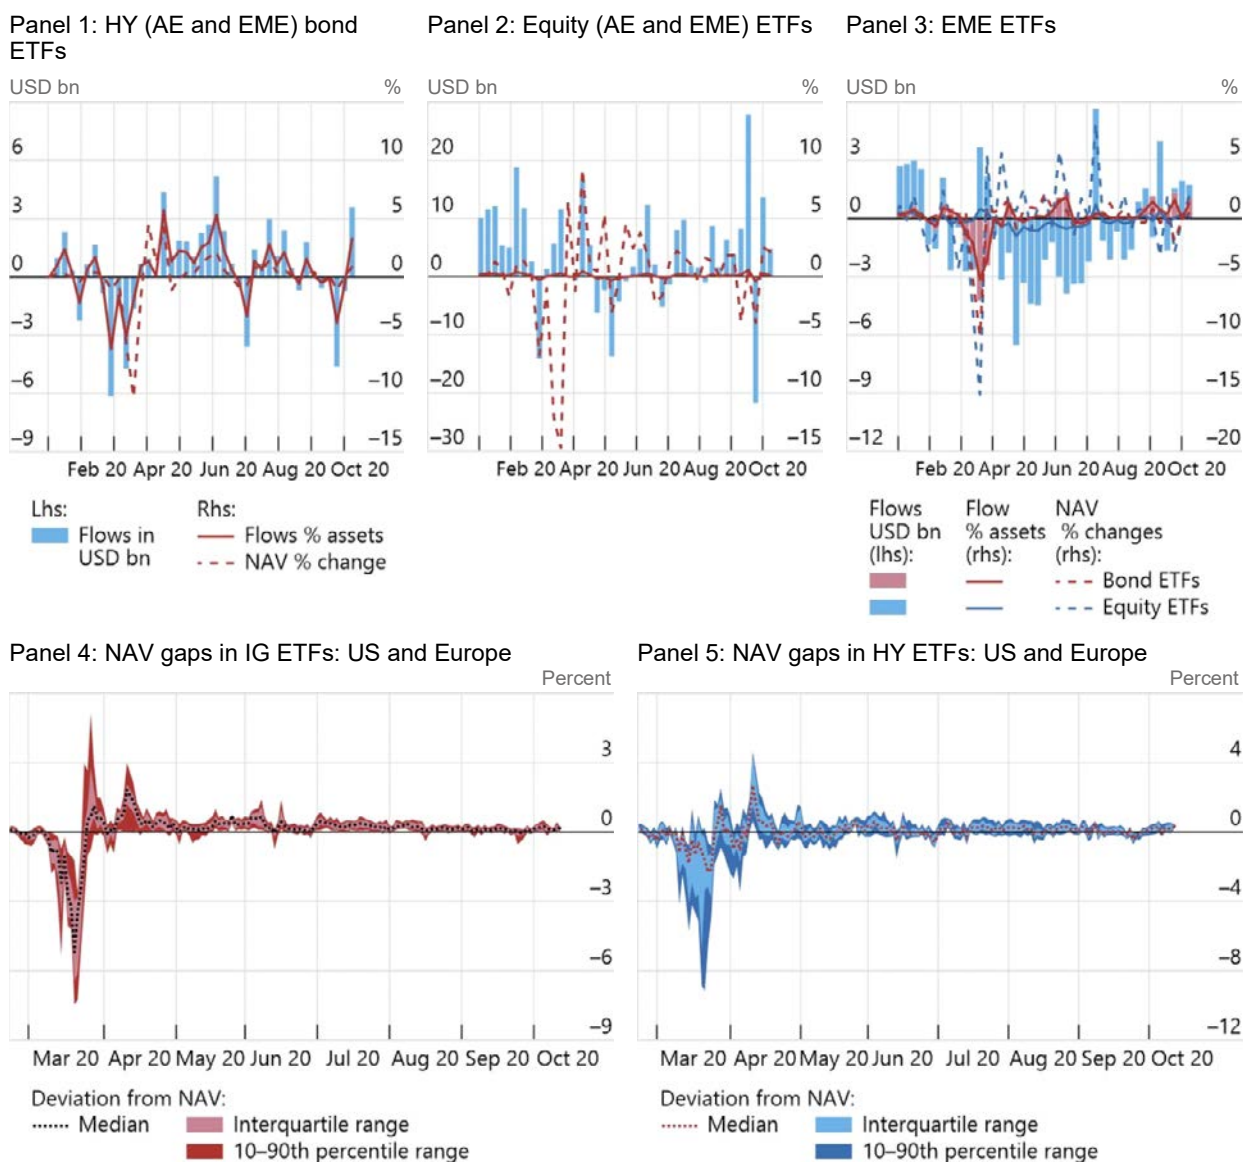 Panel 1: HY (AE and EME) bond
ETFs
USD bn %
6 10
3 5
0 0
−3 −5
−6 −10
−9 −15
Feb 20 Apr 20 Jun 20 Aug 20 Oct 20
Lhs: Rhs:
Flows in Flows % assets
USD bn NAV % change
Panel 2: Equity (AE and EME) ETFs
USD bn %
20 10
10 5
0 0
−10 −5
−20 −10
−30 −15
Feb 20 Apr 20 Jun 20 Aug 20 Oct 20
Panel 3: EME ETFs
USD bn %
3 5
0 0
−3 −5
−6 −10
−9 −15
−12 −20
Feb 20 Apr 20 Jun 20 Aug 20 Oct 20
Flows Flow NAV
USD bn % assets % changes
(lhs): (rhs): (rhs):
Bond ETFs
Equity ETFs
Panel 4: NAV gaps in IG ETFs: US and Europe
Percent
3
0
−3
−6
−9
Mar 20 Apr 20 May 20 Jun 20 Jul 20 Aug 20 Sep 20 Oct 20
Deviation from NAV:
Median Interquartile range
10–90th percentile range
Panel 5: NAV gaps in HY ETFs: US and Europe
Percent
4
0
−4
−8
−12
Mar 20 Apr 20 May 20 Jun 20 Jul 20 Aug 20 Sep 20 Oct 20
Deviation from NAV:
Median Interquartile range
10–90th percentile range